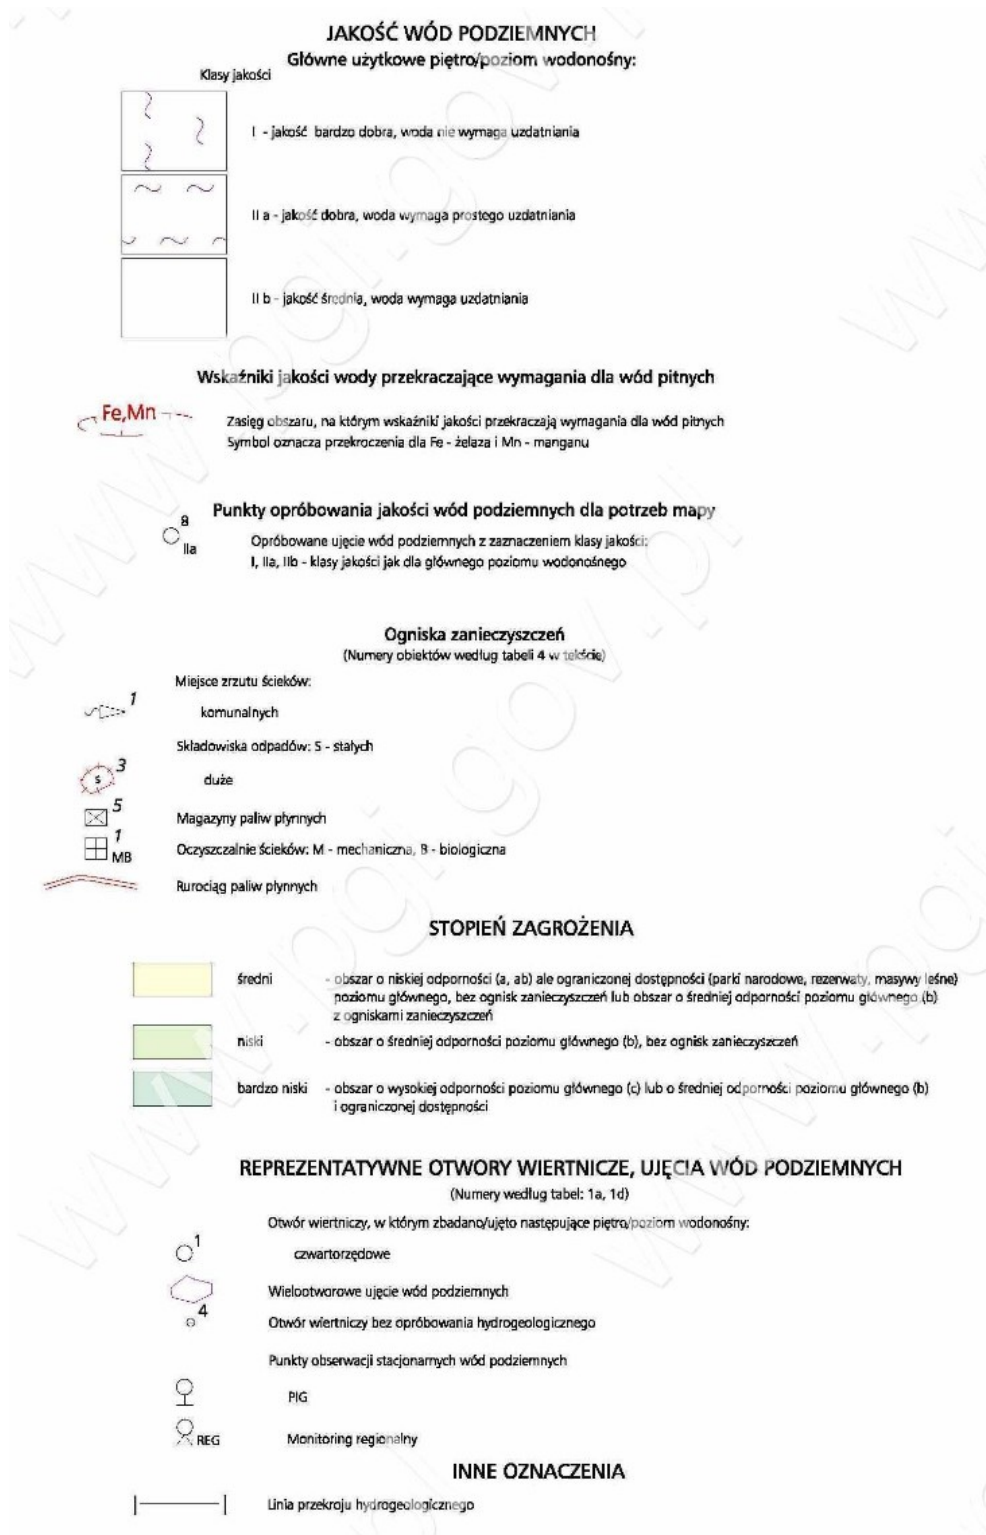 JAKOŚĆ WÓD PODZIEMNYCH
Główne użytkowe piętro/poziom wodonośny:
Klasy jakości
I - jakość bardzo dobra, woda nie wymaga uzdatniania
II a - jakość dobra, woda wymaga prostego uzdatniania
II b - jakość średnia, woda wymaga uzdatniania
Wskaźniki jakości wody przekraczające wymagania dla wód pitnych
Fe,Mn
Zasięg obszaru, na którym wskaźniki jakości przekraczają wymagania dla wód pitnych
Symbol oznacza przekroczenia dla Fe - żelaza i Mn - manganu
Punkty opróbowania jakości wód podziemnych dla potrzeb mapy
8
IIa
Opróbowane ujęcie wód podziemnych z zaznaczeniem klasy jakości:
I, IIa, IIb - klasy jakości jak dla głównego poziomu wodonośnego
Ogniska zanieczyszczeń
(Numery obiektów według tabeli 4 w tekście)
Miejsce zrzutu ścieków:
1
komunalnych
Składowiska odpadów: S - stałych
s 3
duże
5
Magazyny paliw płynnych
1
MB
Oczyszczalnie ścieków: M - mechaniczna, B - biologiczna
Rurociąg paliw płynnych
STOPIEŃ ZAGROŻENIA
średni - obszar o niskiej odporności (a, ab) ale ograniczonej dostępności (parki narodowe, rezerwaty, masywy leśne)
poziomu głównego, bez ognisk zanieczyszczeń lub obszar o średniej odporności poziomu głównego (b)
z ogniskami zanieczyszczeń
niski - obszar o średniej odporności poziomu głównego (b), bez ognisk zanieczyszczeń
bardzo niski - obszar o wysokiej odporności poziomu głównego (c) lub o średniej odporności poziomu głównego (b)
i ograniczonej dostępności
REPREZENTATYWNE OTWORY WIERTNICZE, UJĘCIA WÓD PODZIEMNYCH
(Numery według tabel: 1a, 1d)
Otwór wiertniczy, w którym zbadano/ujęto następujące piętro/poziom wodonośny:
1
czwartorzędowe
Wielootworowe ujęcie wód podziemnych
4
Otwór wiertniczy bez opróbowania hydrogeologicznego
Punkty obserwacji stacjonarnych wód podziemnych
PIG
REG Monitoring regionalny
INNE OZNACZENIA
Linia przekroju hydrogeologicznego
www.pgi.gov.pl